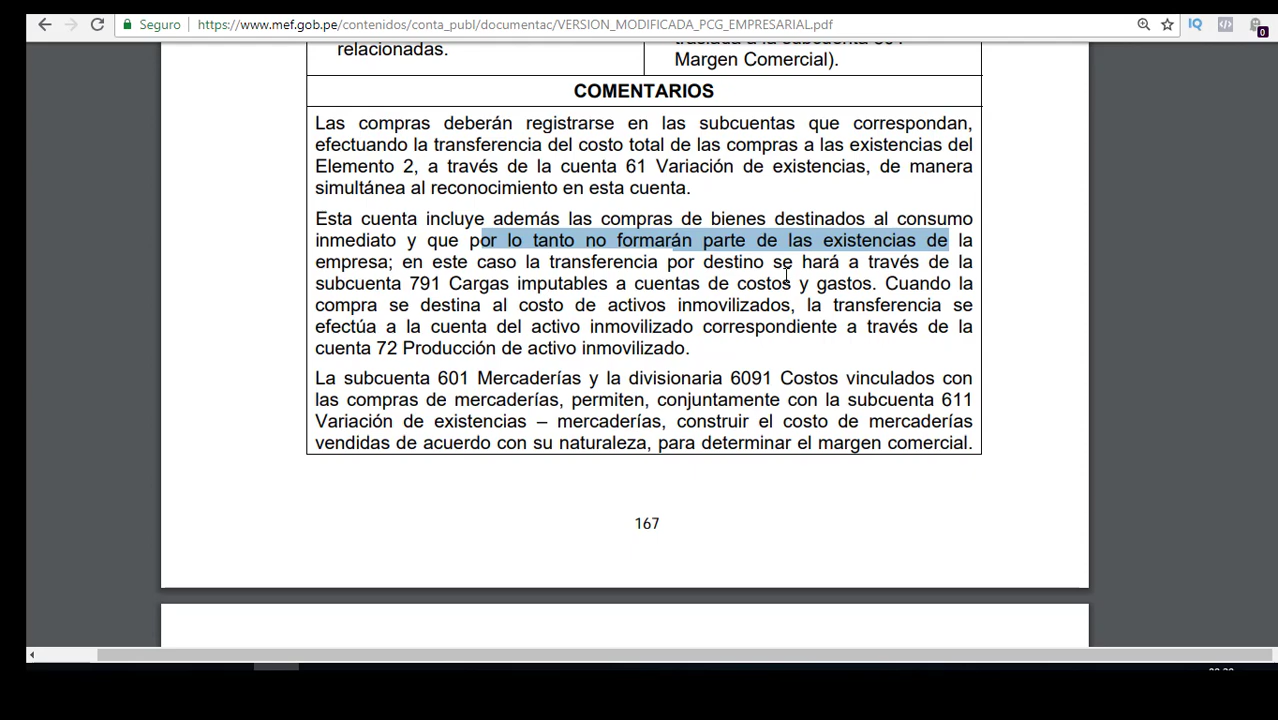 Seguro
https://www.mef.gob.pe/contenidos/conta_publ/documentac/VERSION_MODIFICADA_PCG_EMPRESARIAL.pdf
IQ
0
relacionadas.
Margen Comercial).
COMENTARIOS
Las compras deberán registrarse en las subcuentas que correspondan,
efectuando la transferencia del costo total de las compras a las existencias del
Elemento 2, a través de la cuenta 61 Variación de existencias, de manera
simultánea al reconocimiento en esta cuenta.
Esta cuenta incluye además las compras de bienes destinados al consumo
inmediato y que por lo tanto no formarán parte de las existencias de la
empresa; en este caso la transferencia por destino se hará a través de la
subcuenta 791 Cargas imputables a cuentas de costos y gastos. Cuando la
compra se destina al costo de activos inmovilizados, la transferencia se
efectúa a la cuenta del activo inmovilizado correspondiente a través de la
cuenta 72 Producción de activo inmovilizado.
La subcuenta 601 Mercaderías y la divisionaria 6091 Costos vinculados con
las compras de mercaderías, permiten, conjuntamente con la subcuenta 611
Variación de existencias – mercaderías, construir el costo de mercaderías
vendidas de acuerdo con su naturaleza, para determinar el margen comercial.
167